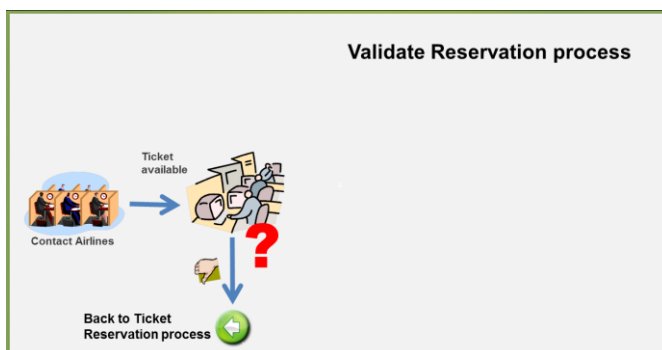 Validate Reservation process
Ticket
available
?
Contact Airlines
Back to Ticket
Reservation process